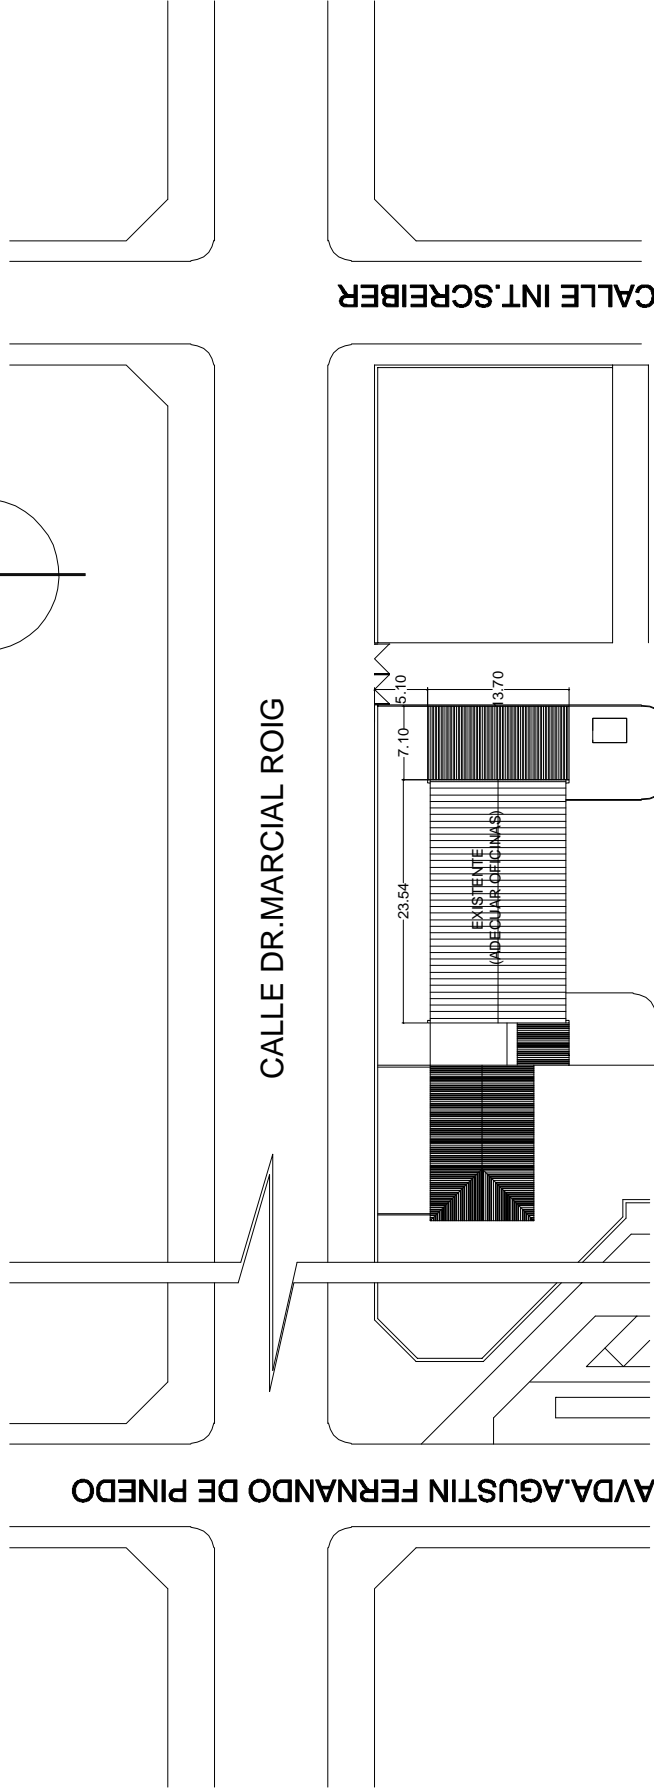 CALLE INT.SCREIBER
CALLE DR.MARCIAL ROIG
5.10
13.70
7.10
23.54
EXISTENTE
(ADECUAR OFICINAS)
AVDA.AGUSTIN FERNANDO DE PINEDO